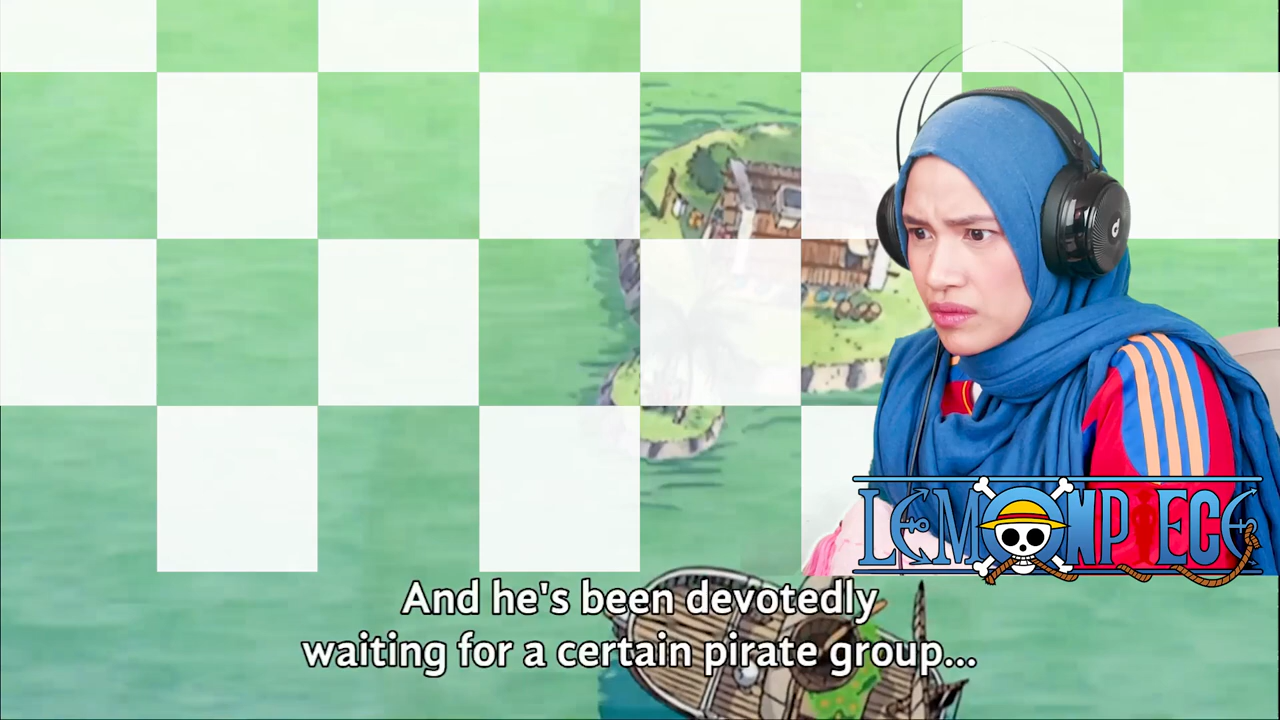 LEMONPIECE
And he's been devotedly
waiting for a certain pirate group...